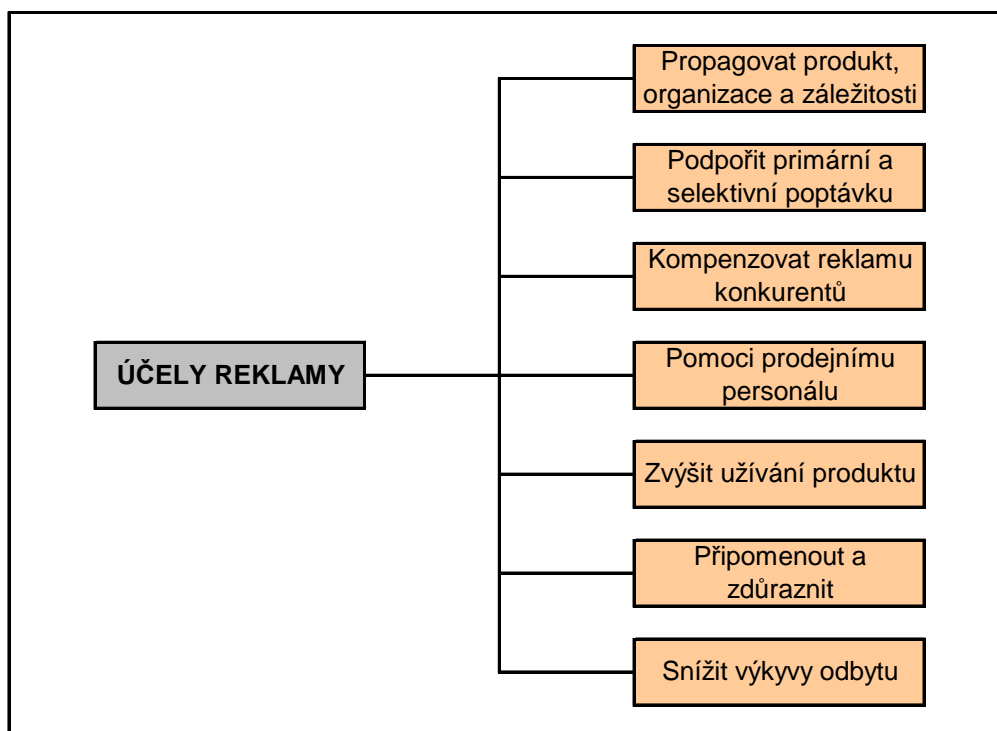 Propagovat produkt,
organizace a záležitosti
Podpořit primární a
selektivní poptávku
Kompenzovat reklamu
konkurentů
ÚČELY REKLAMY
Pomoci prodejnímu
personálu
Zvýšit užívání produktu
Připomenout a
zdůraznit
Snížit výkyvy odbytu